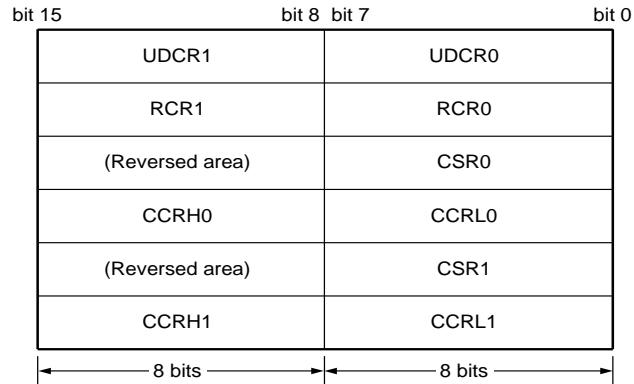 bit 15 bit 8 bit 7 bit 0
UDCR1 UDCR0
RCR1 RCR0
(Reversed area) CSR0
CCRH0 CCRL0
(Reversed area) CSR1
CCRH1 CCRL1
8 bits 8 bits